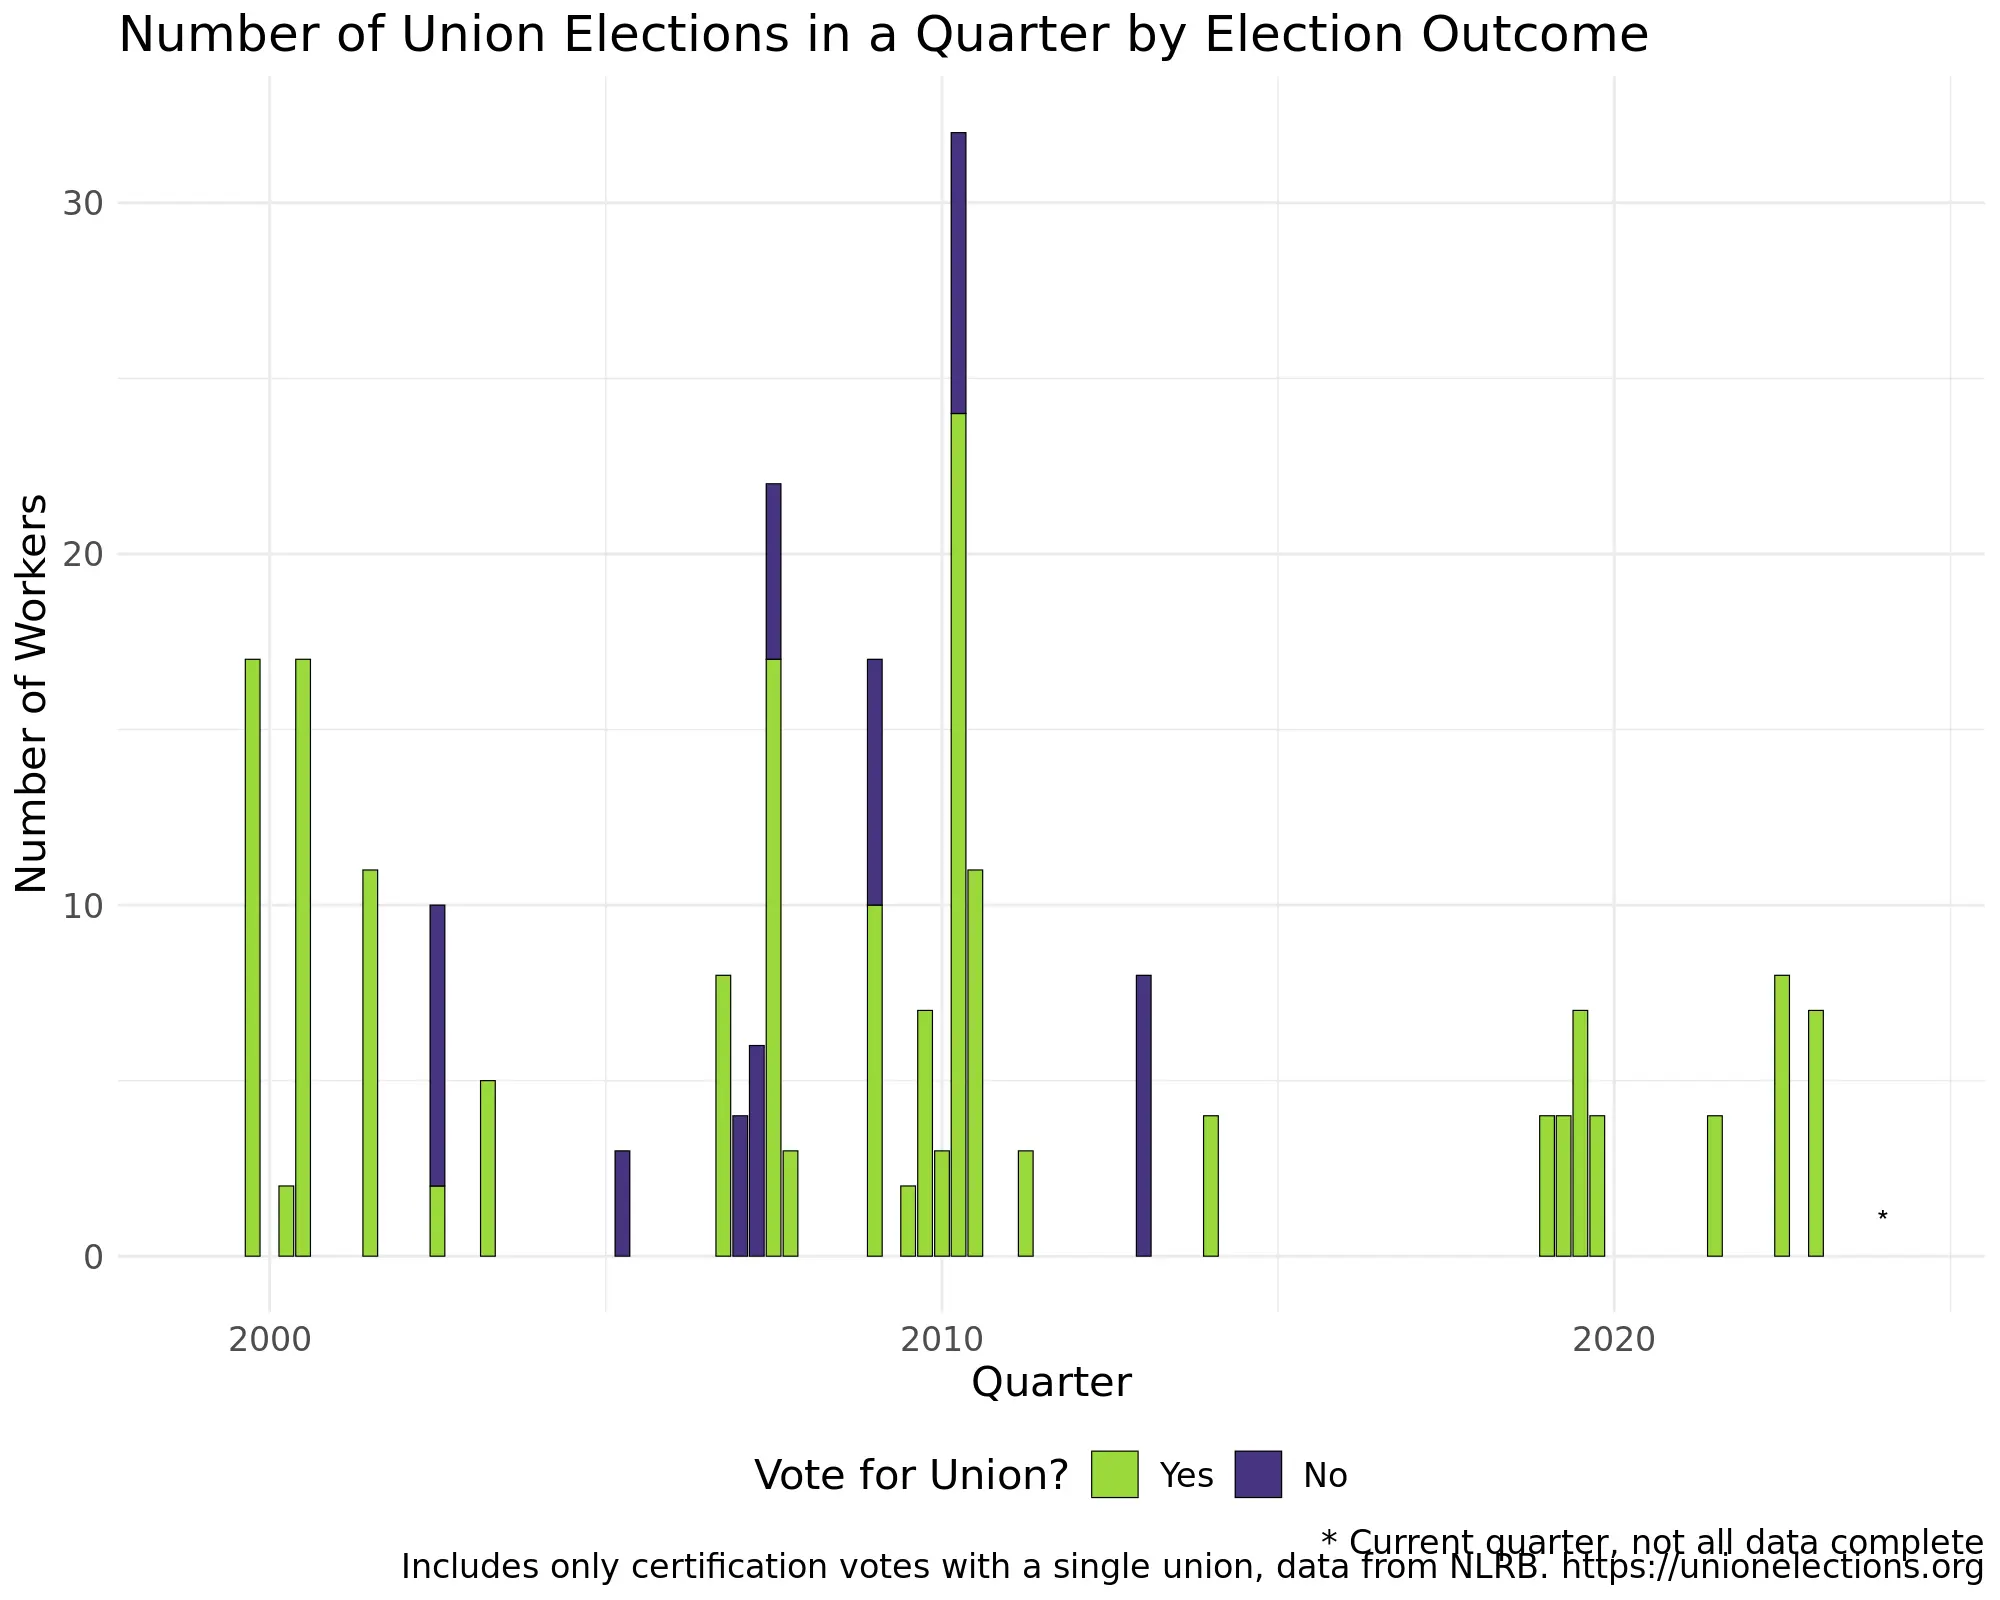 Number of Union Elections in a Quarter by Election Outcome
Number of Workers
30
20
10
0
*
2000
2010
2020
Quarter
Vote for Union?
Yes
No
* Current quarter, not all data complete
Includes only certification votes with a single union, data from NLRB. https://unionelections.org